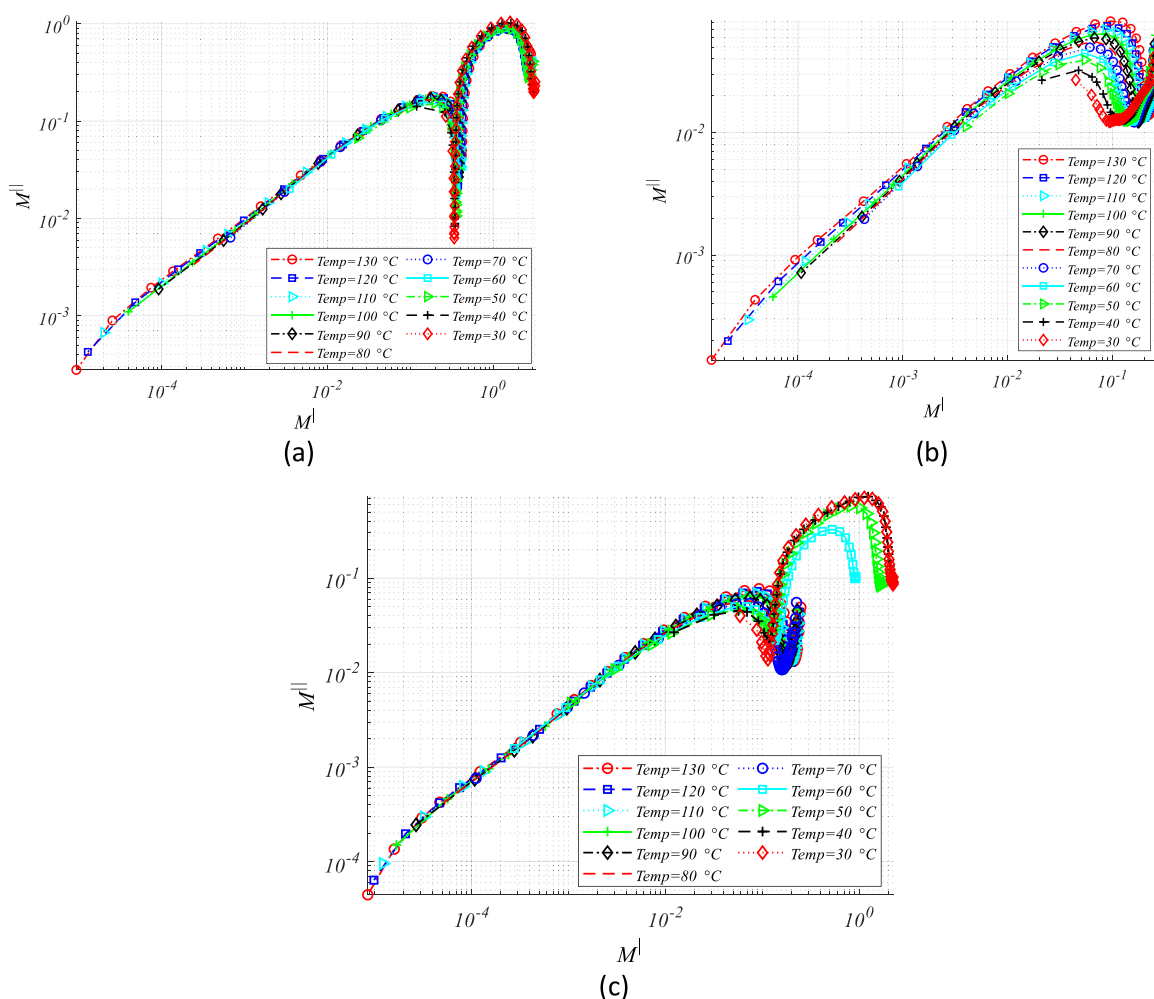 10^0
10^-1
10^-2
10^-3
M^||
10^-4
10^-2
10^0
M^|
Temp=130 °C
Temp=120 °C
Temp=110 °C
Temp=100 °C
Temp=90 °C
Temp=80 °C
Temp=70 °C
Temp=60 °C
Temp=50 °C
Temp=40 °C
Temp=30 °C
(a)
10^-2
10^-3
M^||
Temp=130 °C
Temp=120 °C
Temp=110 °C
Temp=100 °C
Temp=90 °C
Temp=80 °C
Temp=70 °C
Temp=60 °C
Temp=50 °C
Temp=40 °C
Temp=30 °C
10^-4
10^-3
10^-2
10^-1
M^|
(b)
10^-1
10^-2
10^-3
10^-4
M^||
Temp=130 °C
Temp=120 °C
Temp=110 °C
Temp=100 °C
Temp=90 °C
Temp=80 °C
Temp=70 °C
Temp=60 °C
Temp=50 °C
Temp=40 °C
Temp=30 °C
10^-4
10^-2
10^0
M^|
(c)